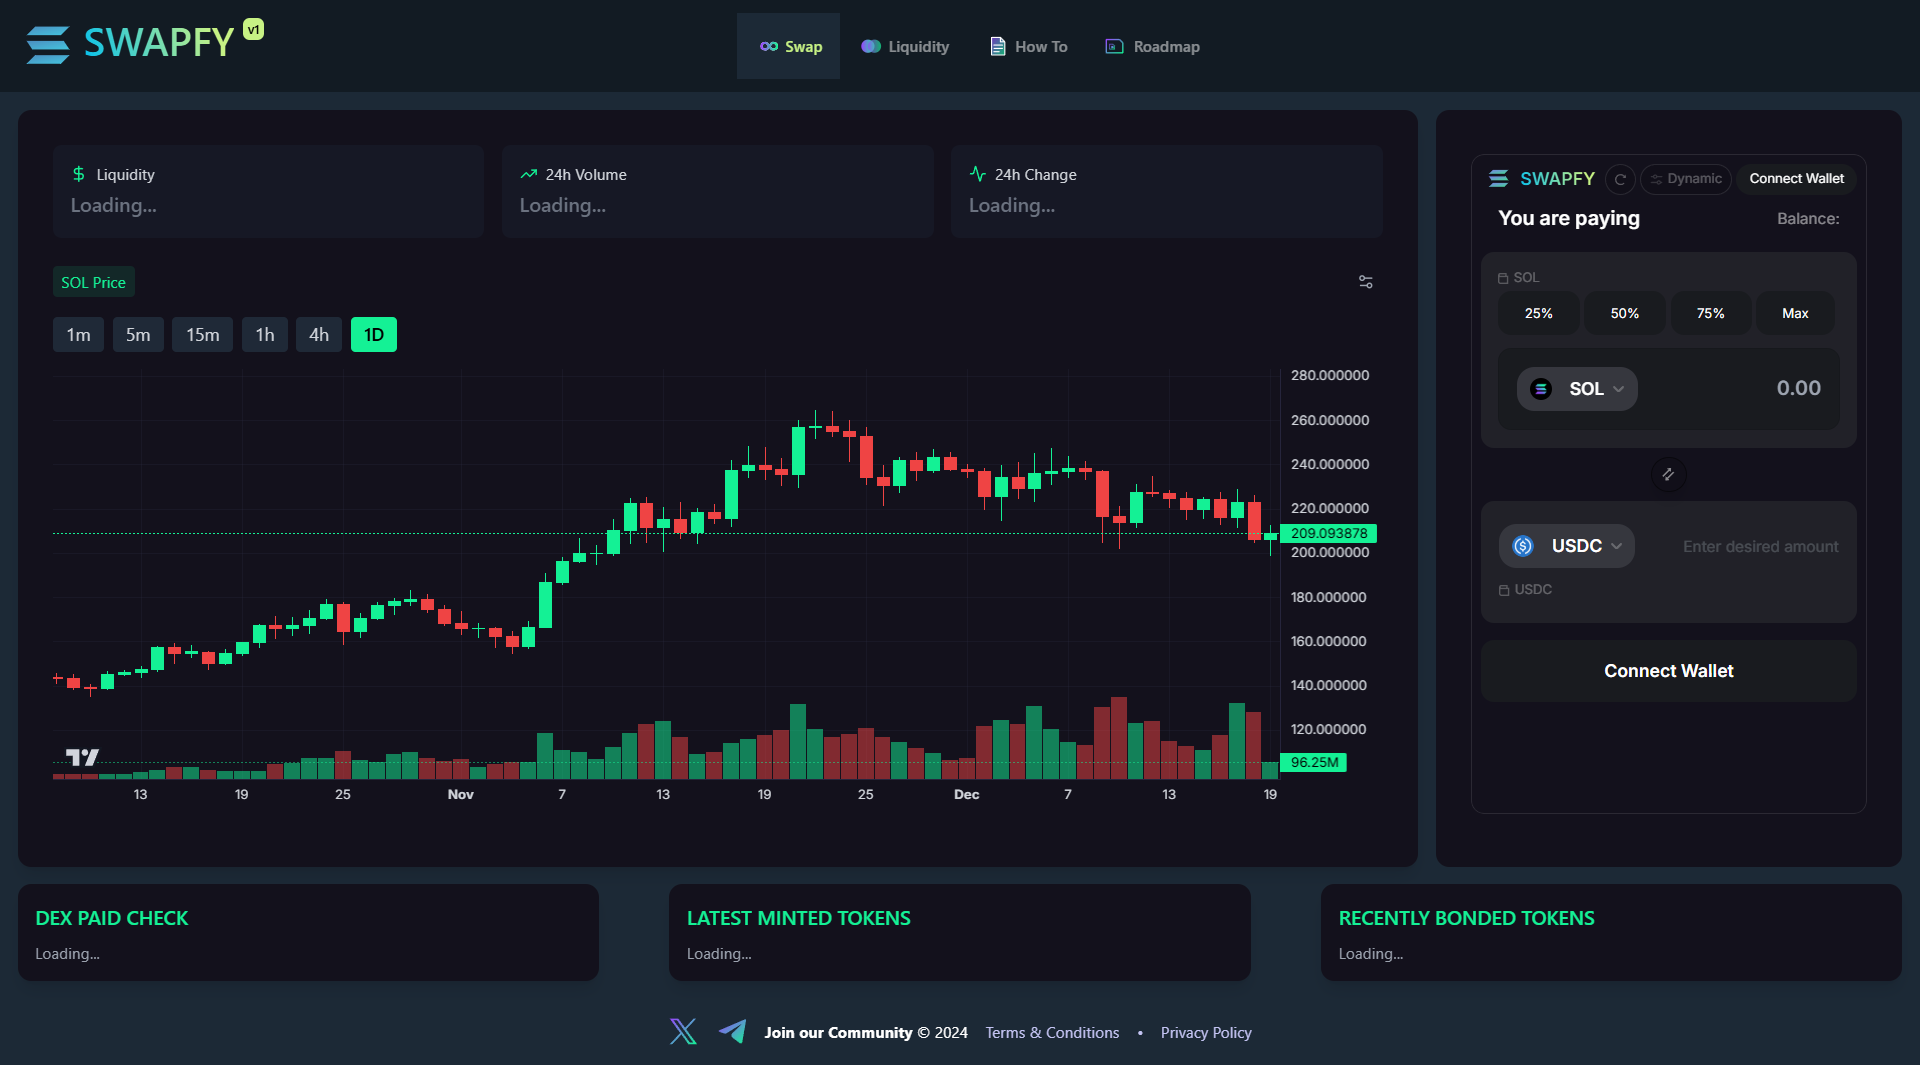 SWAPFY v1
Swap
Liquidity
How To
Roadmap
Liquidity
Loading...
24h Volume
Loading...
24h Change
Loading...
SOL Price
1m 5m 15m 1h 4h 1D
280.000000
260.000000
240.000000
220.000000
209.093878
200.000000
180.000000
160.000000
140.000000
120.000000
96.25M
13 19 25 Nov 7 13 19 25 Dec 7 13 19
SWAPFY Dynamic Connect Wallet
You are paying Balance:
SOL
25% 50% 75% Max
SOL 0.00
USDC Enter desired amount
USDC
Connect Wallet
DEX PAID CHECK
Loading...
LATEST MINTED TOKENS
Loading...
RECENTLY BONDED TOKENS
Loading...
Join our Community © 2024 Terms & Conditions • Privacy Policy